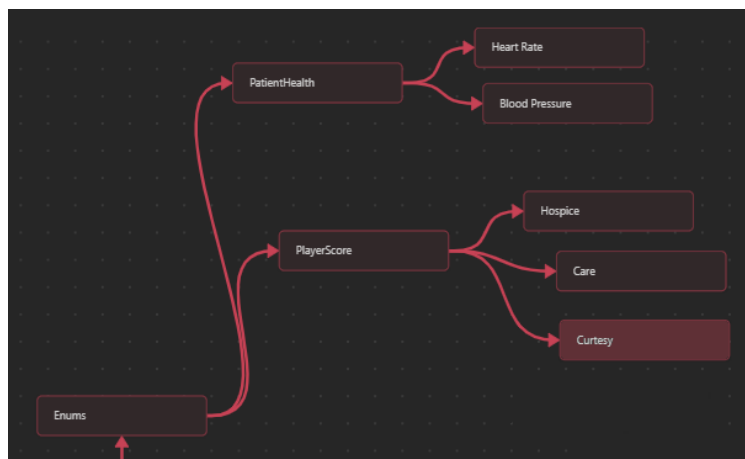 Heart Rate
PatientHealth
Blood Pressure
Hospice
PlayerScore
Care
Curtesy
Enums